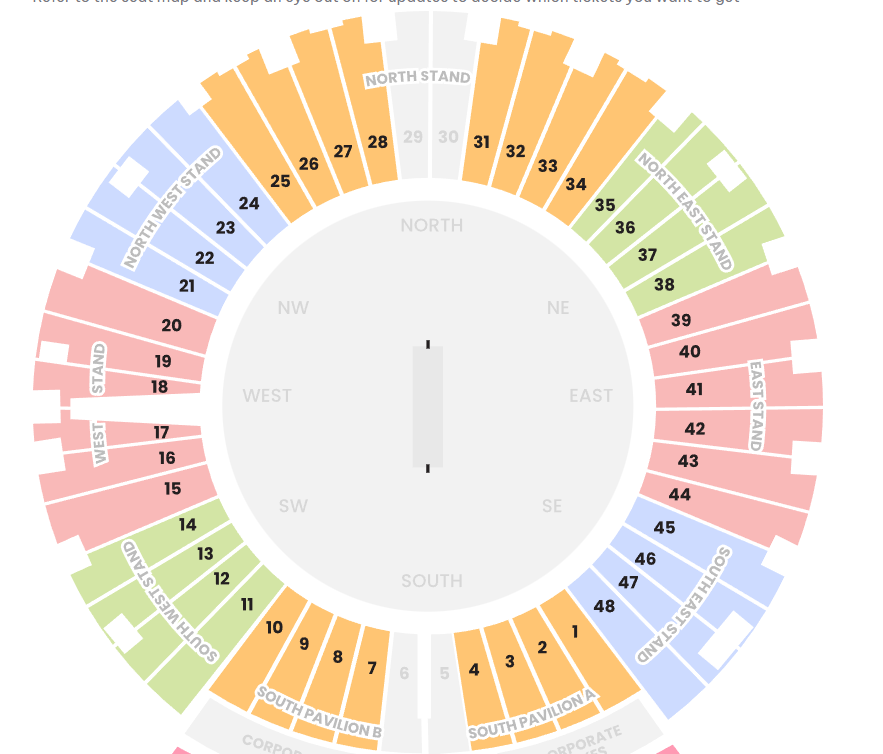 Refer to the seat map and keep an eye out on for updates to decide which tickets you want to get
NORTH STAND
29
30
28
31
27
32
26
33
25
34
24
35
23
36
22
37
21
38
NORTH WEST STAND
NORTH EAST STAND
NORTH
NW
NE
WEST
EAST
SW
SE
SOUTH
20
39
19
40
18
41
17
42
16
43
15
44
WEST STAND
EAST STAND
14
45
13
46
12
47
11
48
SOUTH WEST STAND
SOUTH EAST STAND
10
9
8
7
6
5
4
3
2
1
SOUTH PAVILION B
SOUTH PAVILION A